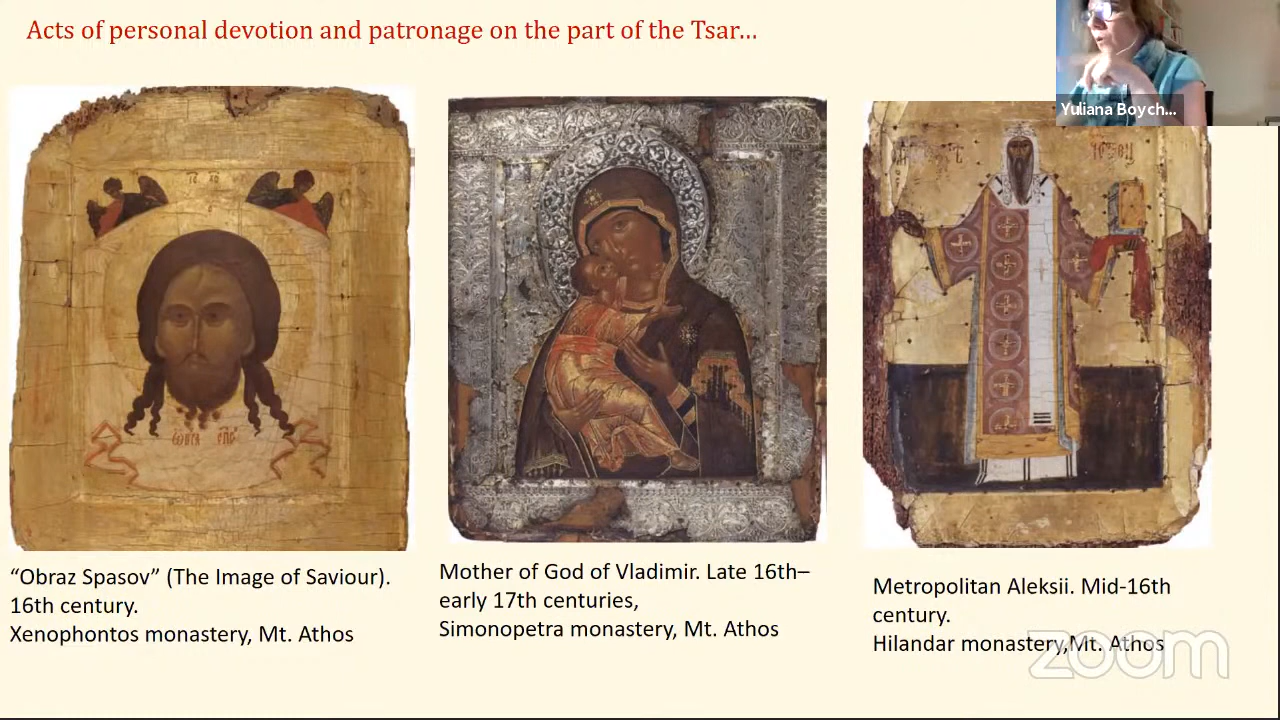 Acts of personal devotion and patronage on the part of the Tsar...
Yuliana Boych...
“Obraz Spasov” (The Image of Saviour).
16th century.
Xenophontos monastery, Mt. Athos
Mother of God of Vladimir. Late 16th–
early 17th centuries,
Simonopetra monastery, Mt. Athos
Metropolitan Aleksii. Mid-16th
century.
Hilandar monastery,Mt. Athos
zoom